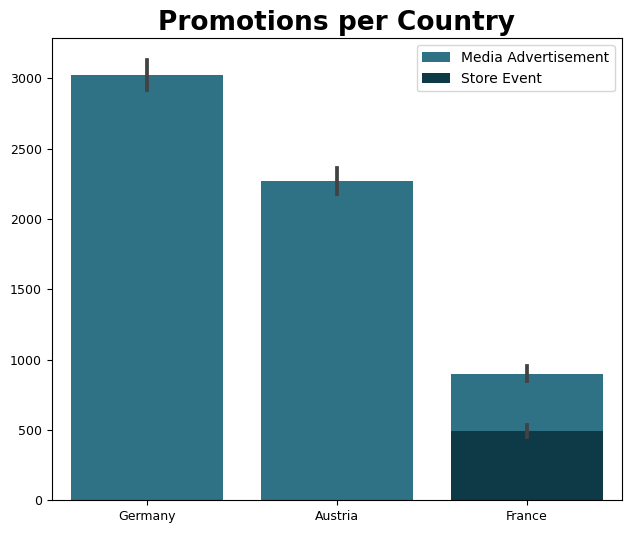 Promotions per Country
Media Advertisement
Store Event
3000
2500
2000
1500
1000
500
0
Germany
Austria
France